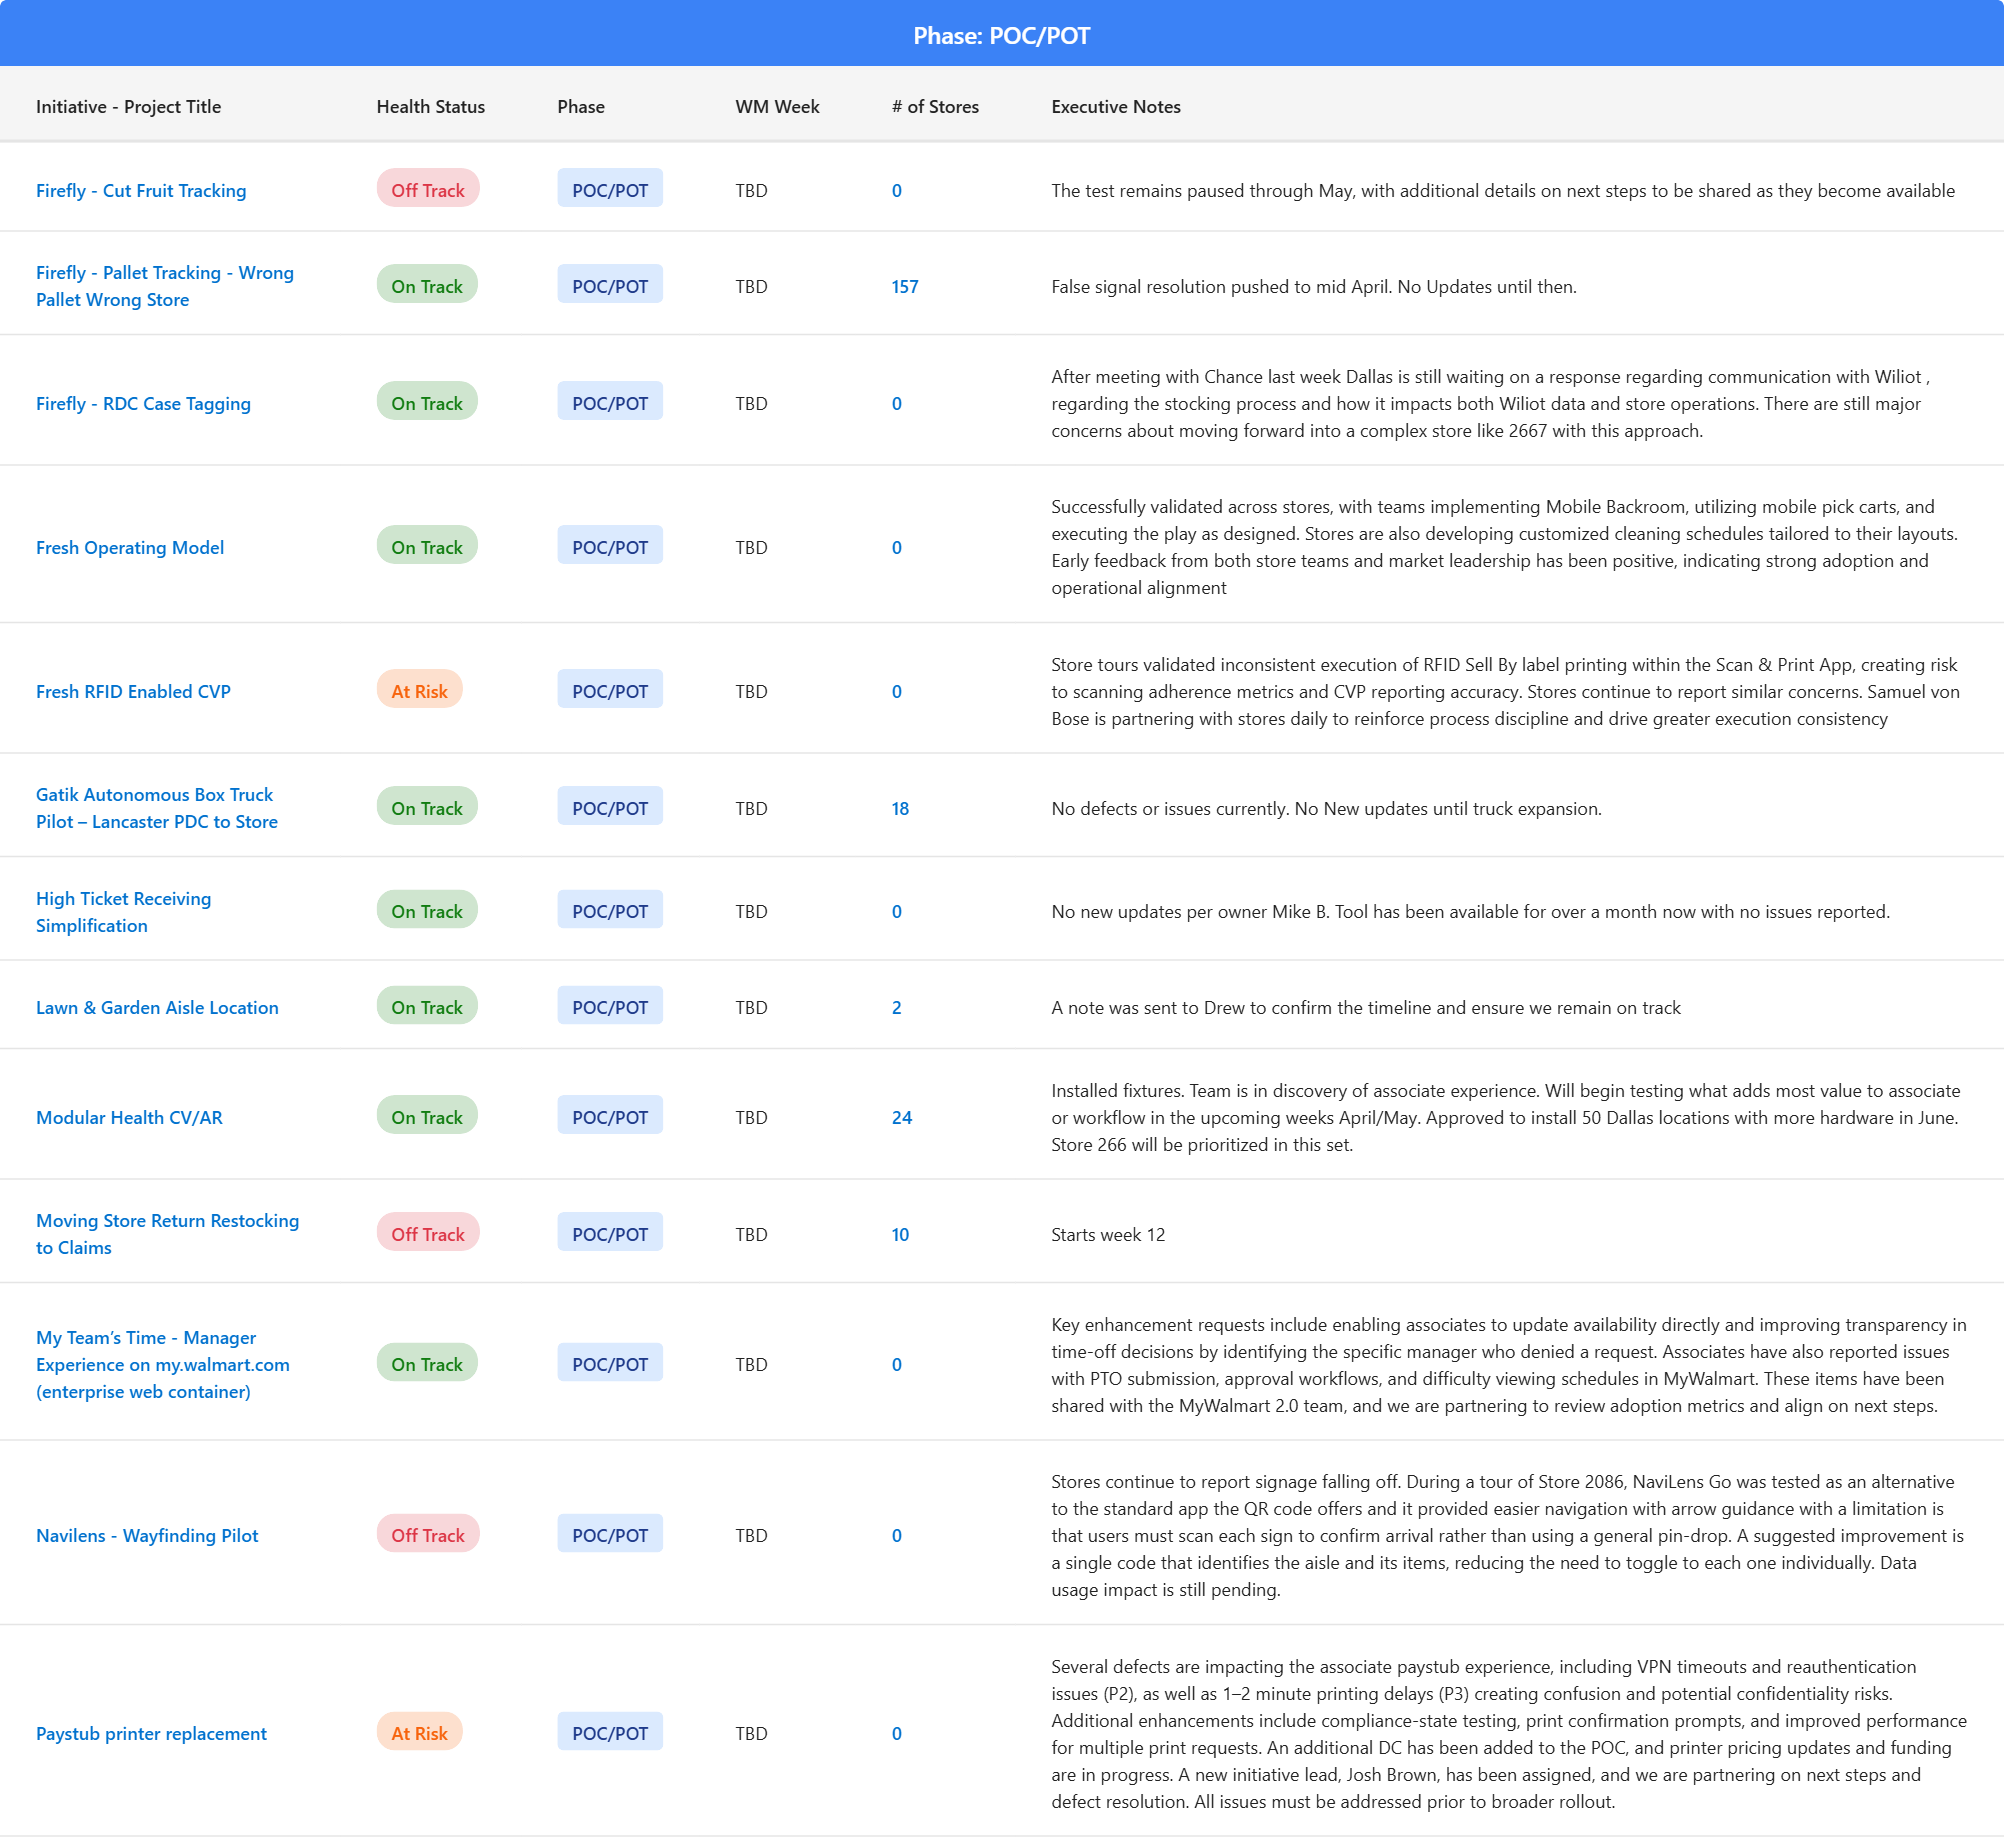 Phase: POC/POT
Initiative - Project Title Health Status Phase WM Week # of Stores Executive Notes
Firefly - Cut Fruit Tracking Off Track POC/POT TBD 0 The test remains paused through May, with additional details on next steps to be shared as they become available
Firefly - Pallet Tracking - Wrong
Pallet Wrong Store
On Track POC/POT TBD 157 False signal resolution pushed to mid April. No Updates until then.
Firefly - RDC Case Tagging On Track POC/POT TBD 0
After meeting with Chance last week Dallas is still waiting on a response regarding communication with Wiliot ,
regarding the stocking process and how it impacts both Wiliot data and store operations. There are still major
concerns about moving forward into a complex store like 2667 with this approach.
Fresh Operating Model On Track POC/POT TBD 0
Successfully validated across stores, with teams implementing Mobile Backroom, utilizing mobile pick carts, and
executing the play as designed. Stores are also developing customized cleaning schedules tailored to their layouts.
Early feedback from both store teams and market leadership has been positive, indicating strong adoption and
operational alignment
Fresh RFID Enabled CVP At Risk POC/POT TBD 0
Store tours validated inconsistent execution of RFID Sell By label printing within the Scan & Print App, creating risk
to scanning adherence metrics and CVP reporting accuracy. Stores continue to report similar concerns. Samuel von
Bose is partnering with stores daily to reinforce process discipline and drive greater execution consistency
Gatik Autonomous Box Truck
Pilot – Lancaster PDC to Store
On Track POC/POT TBD 18 No defects or issues currently. No New updates until truck expansion.
High Ticket Receiving
Simplification
On Track POC/POT TBD 0 No new updates per owner Mike B. Tool has been available for over a month now with no issues reported.
Lawn & Garden Aisle Location On Track POC/POT TBD 2 A note was sent to Drew to confirm the timeline and ensure we remain on track
Modular Health CV/AR On Track POC/POT TBD 24
Installed fixtures. Team is in discovery of associate experience. Will begin testing what adds most value to associate
or workflow in the upcoming weeks April/May. Approved to install 50 Dallas locations with more hardware in June.
Store 266 will be prioritized in this set.
Moving Store Return Restocking
to Claims
Off Track POC/POT TBD 10 Starts week 12
My Team’s Time - Manager
Experience on my.walmart.com
(enterprise web container)
On Track POC/POT TBD 0
Key enhancement requests include enabling associates to update availability directly and improving transparency in
time-off decisions by identifying the specific manager who denied a request. Associates have also reported issues
with PTO submission, approval workflows, and difficulty viewing schedules in MyWalmart. These items have been
shared with the MyWalmart 2.0 team, and we are partnering to review adoption metrics and align on next steps.
Navilens - Wayfinding Pilot Off Track POC/POT TBD 0
Stores continue to report signage falling off. During a tour of Store 2086, NaviLens Go was tested as an alternative
to the standard app the QR code offers and it provided easier navigation with arrow guidance with a limitation is
that users must scan each sign to confirm arrival rather than using a general pin-drop. A suggested improvement is
a single code that identifies the aisle and its items, reducing the need to toggle to each one individually. Data
usage impact is still pending.
Paystub printer replacement At Risk POC/POT TBD 0
Several defects are impacting the associate paystub experience, including VPN timeouts and reauthentication
issues (P2), as well as 1–2 minute printing delays (P3) creating confusion and potential confidentiality risks.
Additional enhancements include compliance-state testing, print confirmation prompts, and improved performance
for multiple print requests. An additional DC has been added to the POC, and printer pricing updates and funding
are in progress. A new initiative lead, Josh Brown, has been assigned, and we are partnering on next steps and
defect resolution. All issues must be addressed prior to broader rollout.